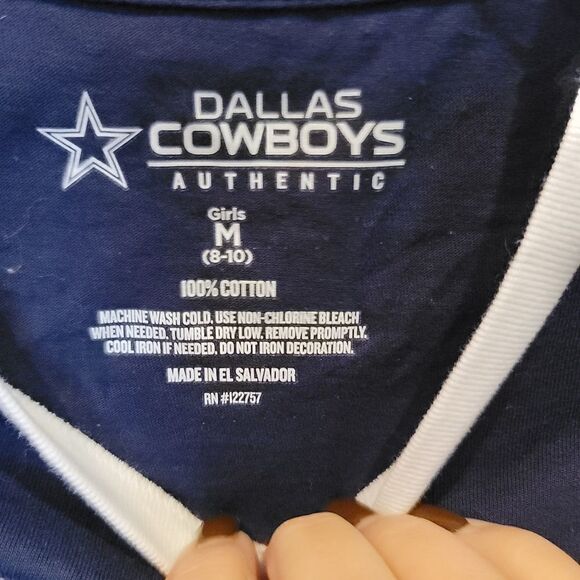 DALLAS
COWBOYS
AUTHENTIC
Girls
M
(8-10)
100% COTTON
MACHINE WASH COLD. USE NON-CHLORINE BLEACH
WHEN NEEDED. TUMBLE DRY LOW. REMOVE PROMPTLY.
COOL IRON IF NEEDED. DO NOT IRON DECORATION.
MADE IN EL SALVADOR
RN #122757